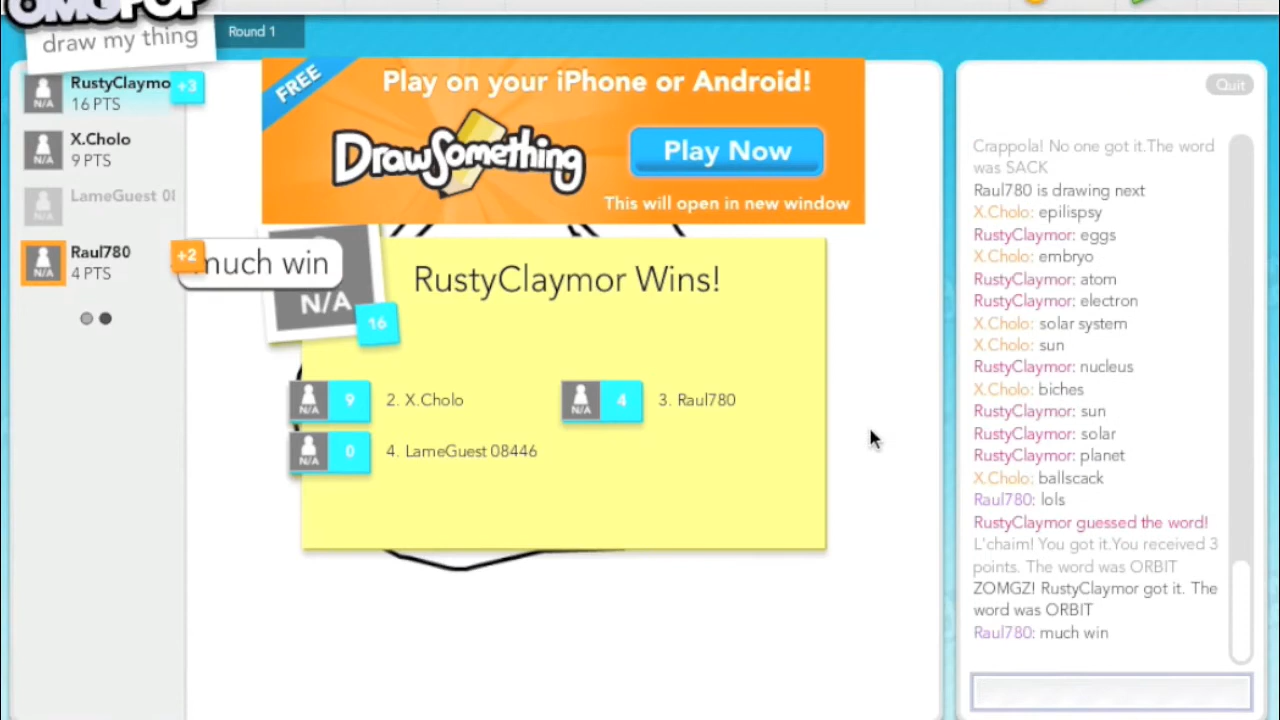 OMGPOP
draw my thing
Round 1
RustyClaymo
+3
16 PTS
N/A
X.Cholo
9 PTS
N/A
LameGuest 08
N/A
Raul780
+2
4 PTS
N/A
much win
FREE
Play on your iPhone or Android!
DrawSomething
Play Now
This will open in new window
N/A
16
RustyClaymor Wins!
N/A
9
2. X.Cholo
N/A
4
3. Raul780
N/A
0
4. LameGuest 08446
Quit
Crappola! No one got it.The word
was SACK
Raul780 is drawing next
X.Cholo: epilispsy
RustyClaymor: eggs
X.Cholo: embryo
RustyClaymor: atom
RustyClaymor: electron
X.Cholo: solar system
X.Cholo: sun
RustyClaymor: nucleus
X.Cholo: biches
RustyClaymor: sun
RustyClaymor: solar
RustyClaymor: planet
X.Cholo: ballscack
Raul780: lols
RustyClaymor guessed the word!
L'chaim! You got it.You received 3
points. The word was ORBIT
ZOMGZ! RustyClaymor got it. The
word was ORBIT
Raul780: much win